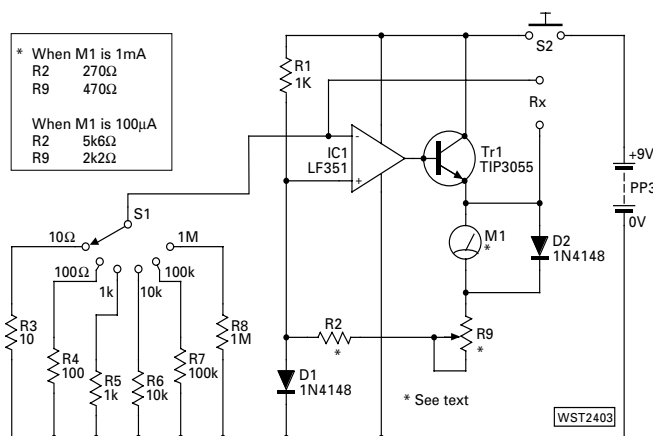 * When M1 is 1mA
R2 270Ω
R9 470Ω
When M1 is 100µA
R2 5k6Ω
R9 2k2Ω
S2
R1
1K
Rx
IC1
LF351
-
+
Tr1
TIP3055
+9V
PP3
0V
S1
10Ω
1M
100Ω
100k
1k
10k
M1
*
D2
1N4148
R3
10
R4
100
R5
1k
R6
10k
R7
100k
R8
1M
R2
*
R9
*
D1
1N4148
* See text
WST2403